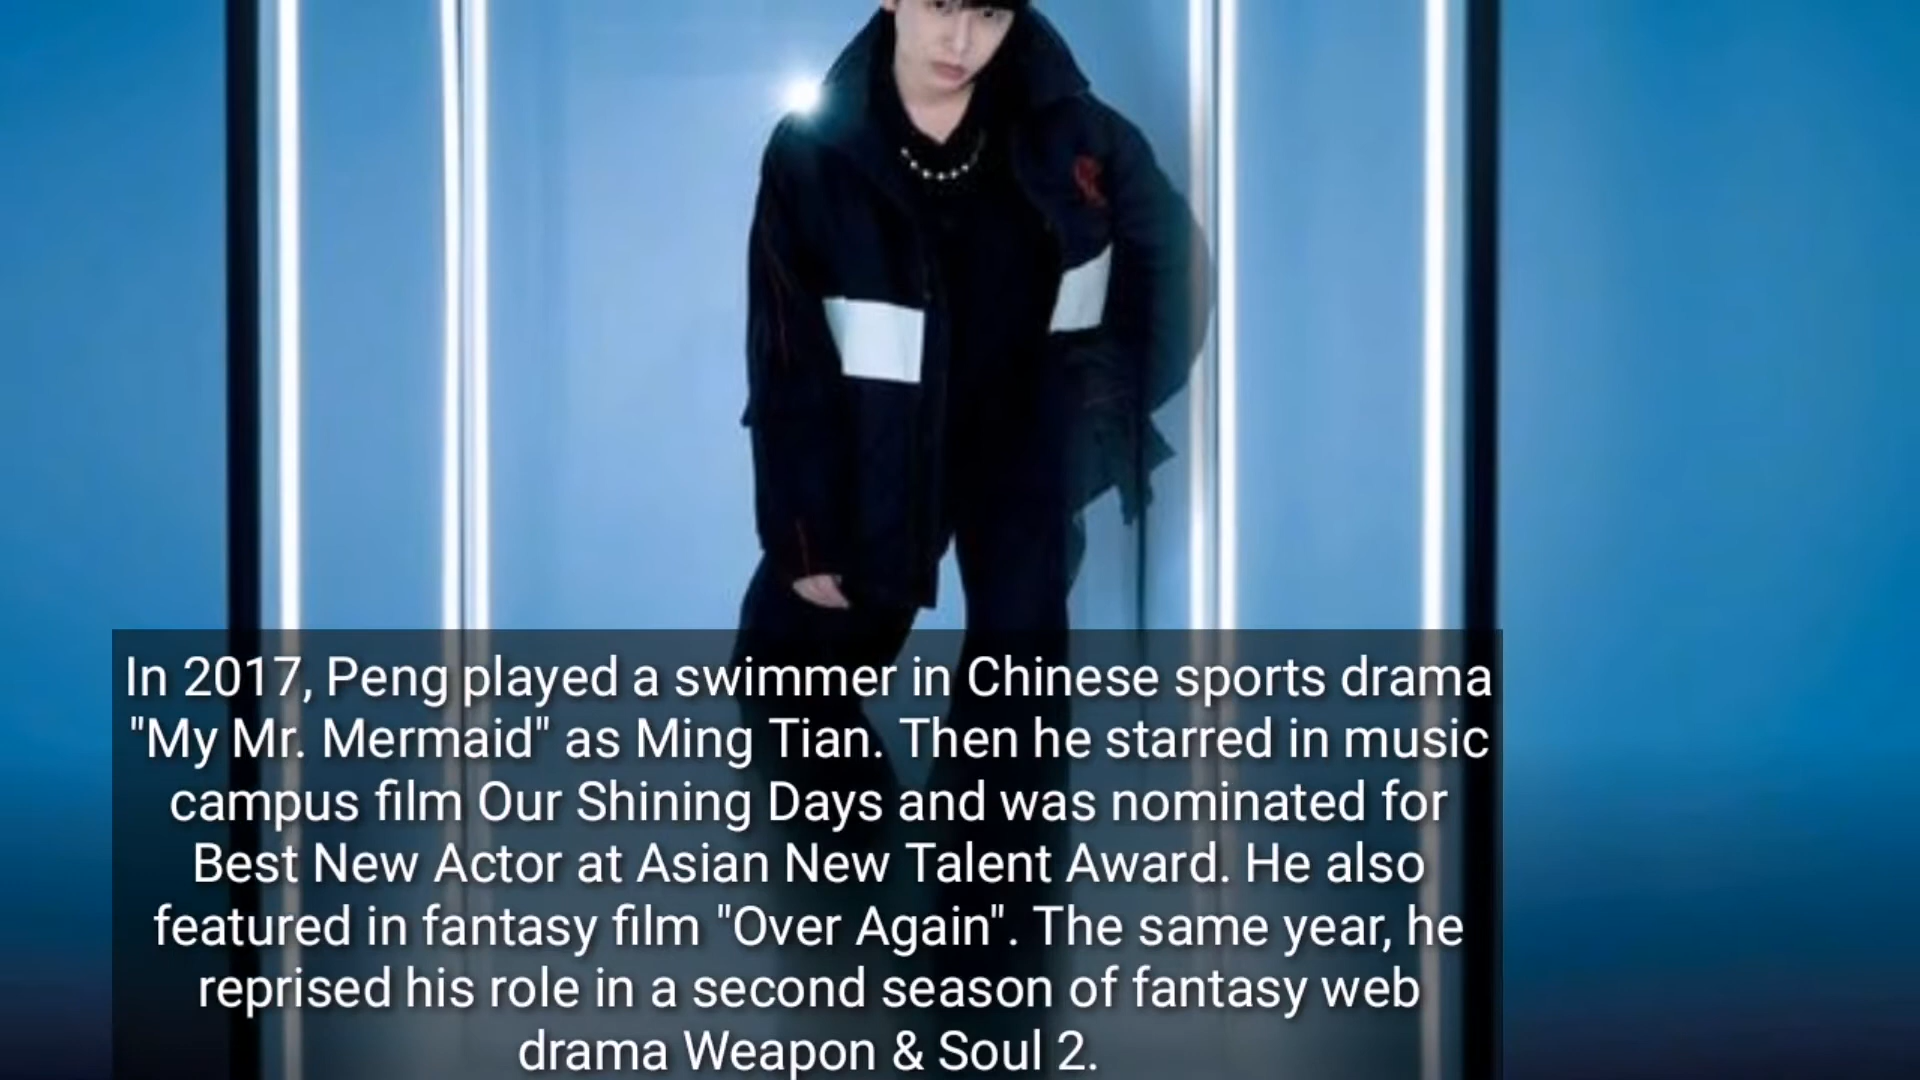 In 2017, Peng played a swimmer in Chinese sports drama
"My Mr. Mermaid" as Ming Tian. Then he starred in music
campus film Our Shining Days and was nominated for
Best New Actor at Asian New Talent Award. He also
featured in fantasy film "Over Again". The same year, he
reprised his role in a second season of fantasy web
drama Weapon & Soul 2.